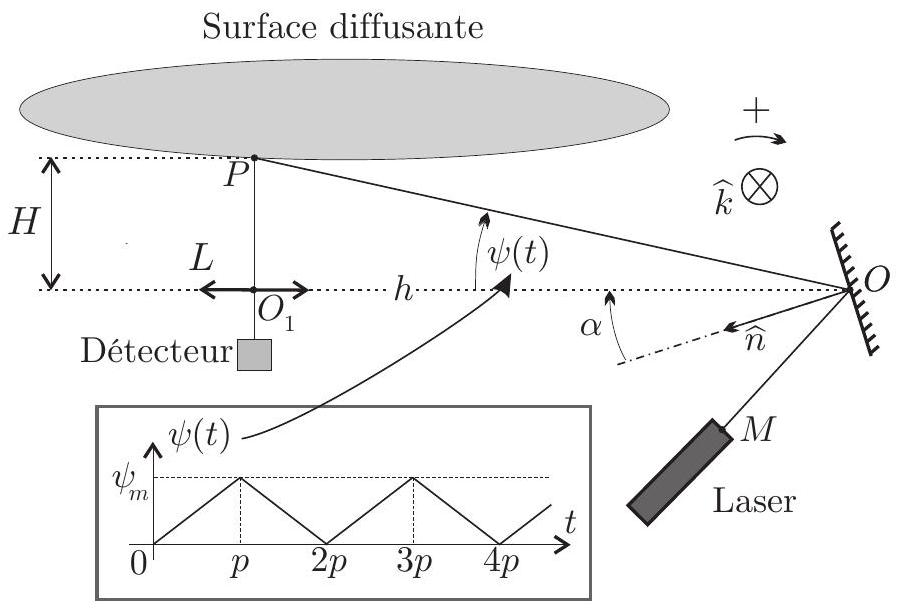 Surface diffusante
+
P
H
k̂
ψ(t)
L
h
O
O₁
α
n̂
Détecteur
M
ψ(t)
ψₘ
Laser
t
0 p 2p 3p 4p